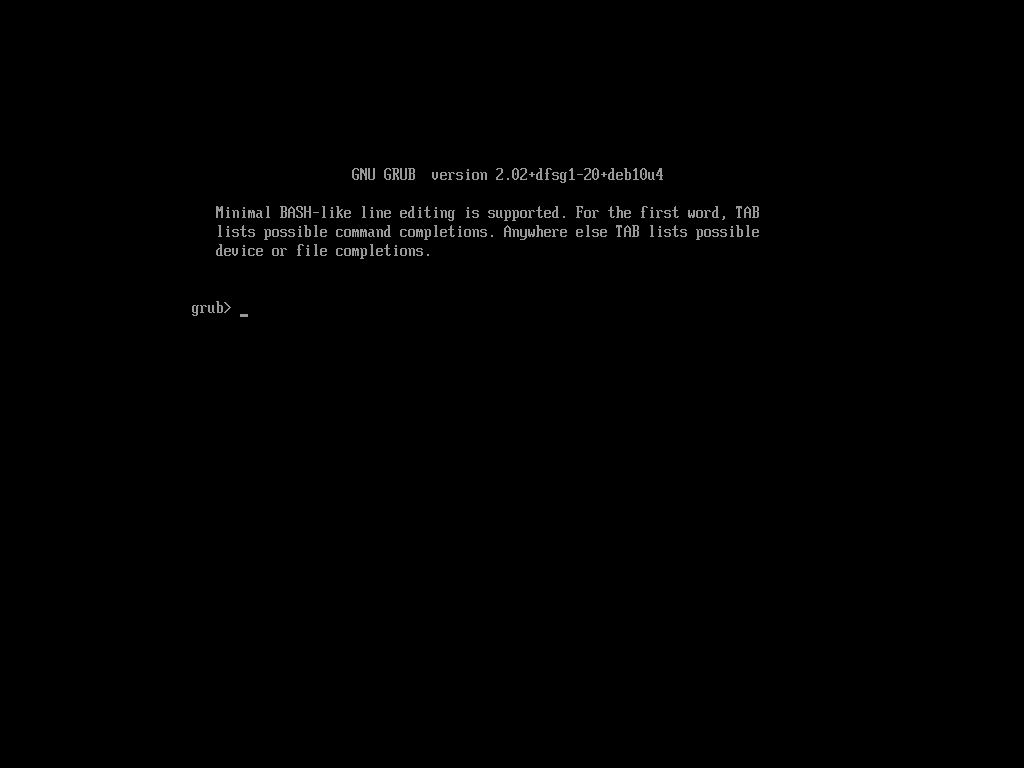 GNU GRUB  version 2.02+dfsg1-20+deb10u4
Minimal BASH-like line editing is supported. For the first word, TAB
lists possible command completions. Anywhere else TAB lists possible
device or file completions.
grub> _